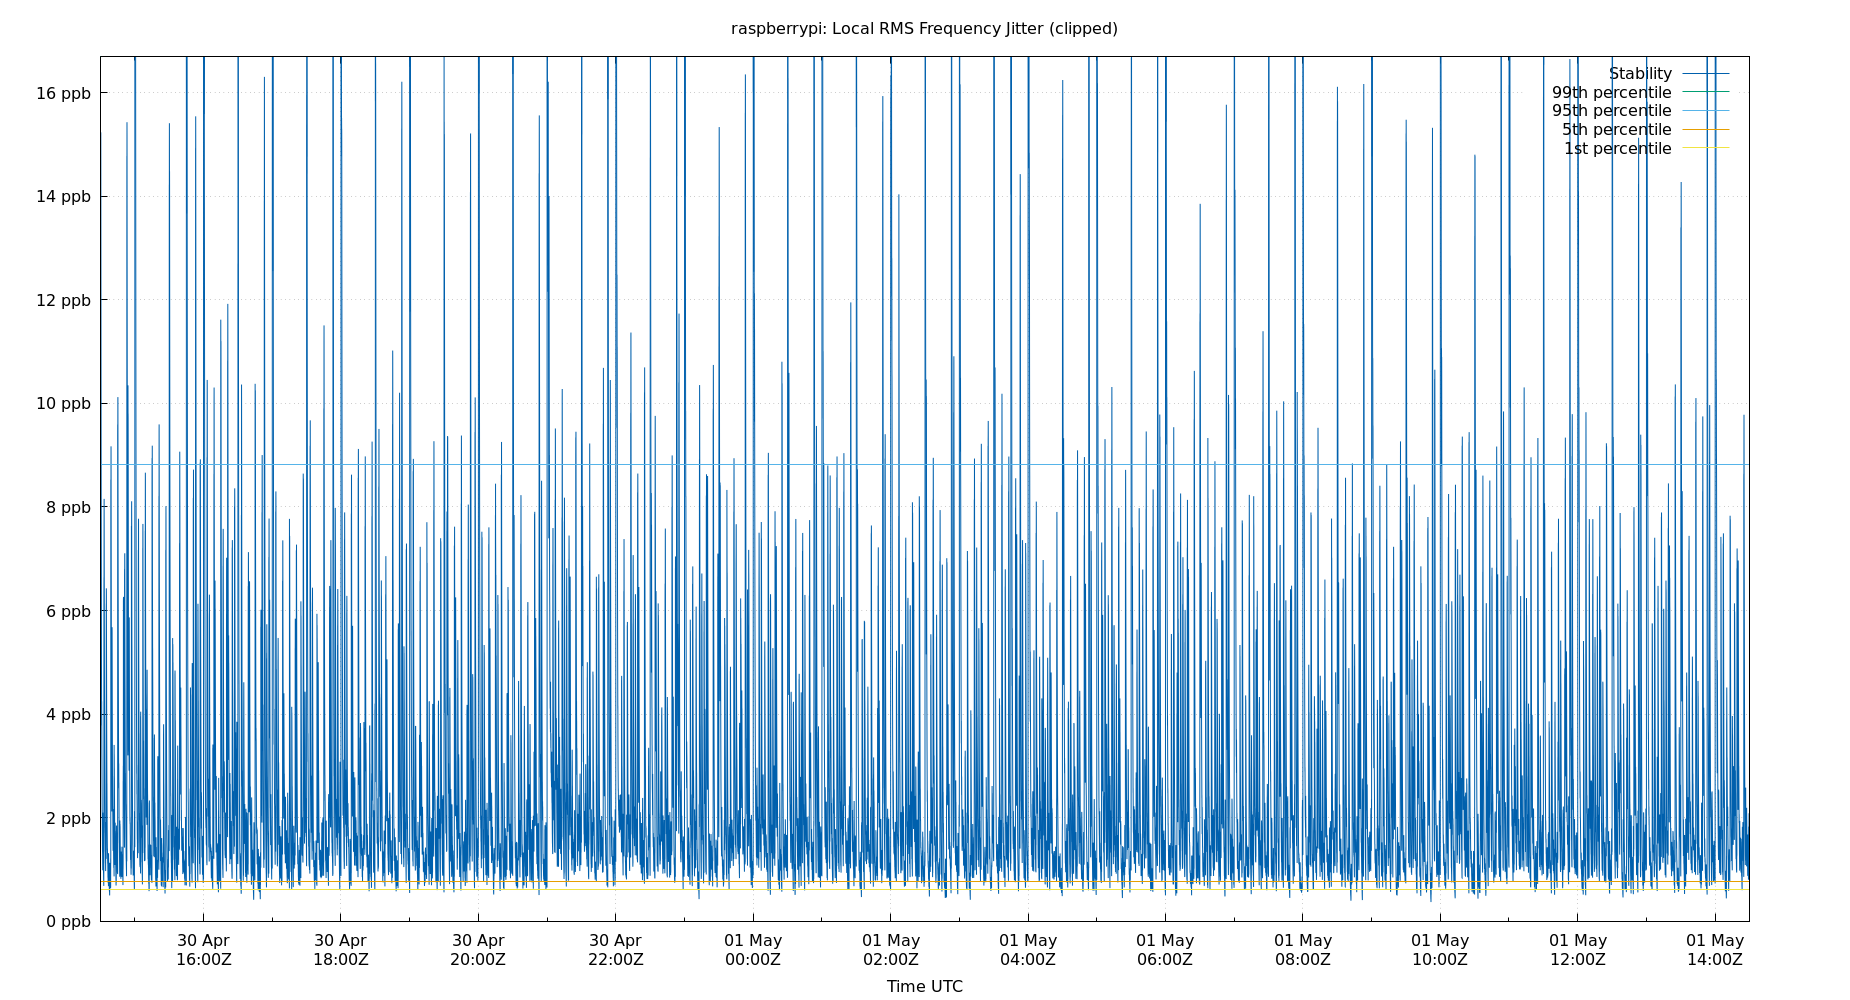 raspberrypi: Local RMS Frequency Jitter (clipped)
Stability
99th percentile
95th percentile
5th percentile
1st percentile
16 ppb
14 ppb
12 ppb
10 ppb
8 ppb
6 ppb
4 ppb
2 ppb
0 ppb
30 Apr 30 Apr 30 Apr 30 Apr 01 May 01 May 01 May 01 May 01 May 01 May 01 May 01 May
16:00Z 18:00Z 20:00Z 22:00Z 00:00Z 02:00Z 04:00Z 06:00Z 08:00Z 10:00Z 12:00Z 14:00Z
Time UTC